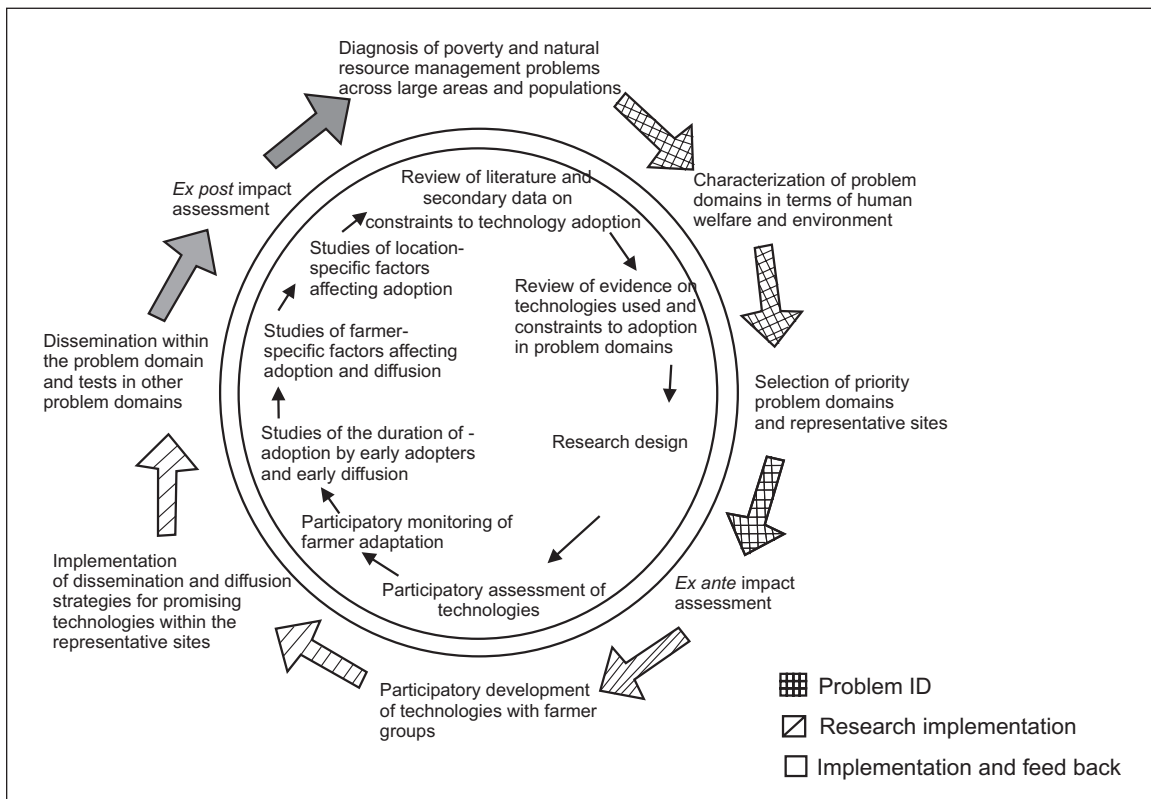 Diagnosis of poverty and natural
resource management problems
across large areas and populations
Characterization of problem
domains in terms of human
welfare and environment
Selection of priority
problem domains
and representative sites
Ex ante impact
assessment
Participatory development
of technologies with farmer
groups
Implementation
of dissemination and diffusion
strategies for promising
technologies within the
representative sites
Dissemination within
the problem domain
and tests in other
problem domains
Ex post impact
assessment
Review of literature and
secondary data on
constraints to technology adoption
Review of evidence on
technologies used and
constraints to adoption
in problem domains
Research design
Participatory assessment of
technologies
Participatory monitoring of
farmer adaptation
Studies of the duration of -
adoption by early adopters
and early diffusion
Studies of farmer-
specific factors affecting
adoption and diffusion
Studies of location-
specific factors
affecting adoption
Problem ID
Research implementation
Implementation and feed back